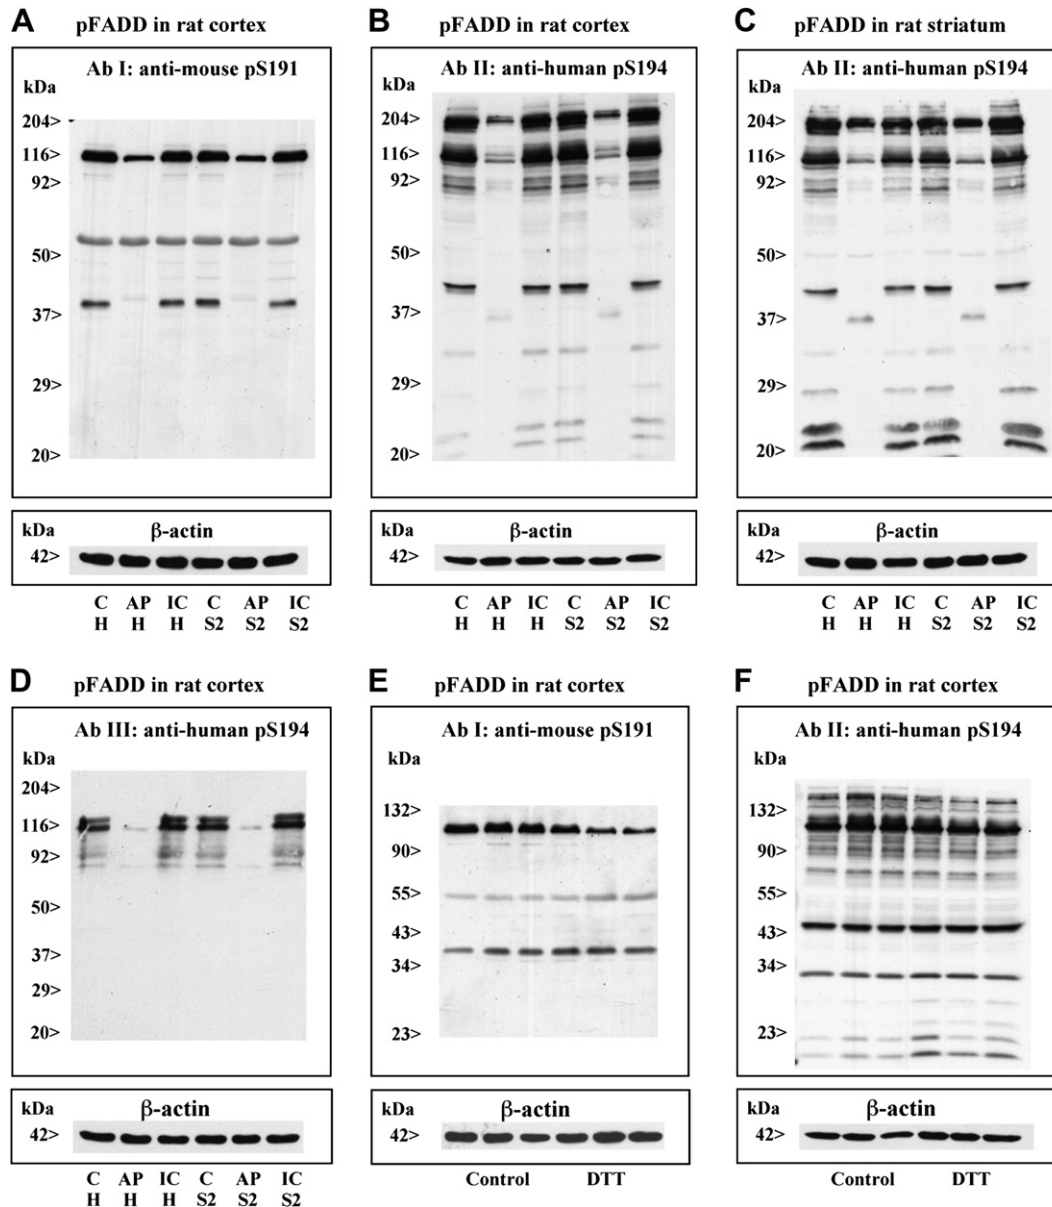 A
pFADD in rat cortex
Ab I: anti-mouse pS191
kDa
204>
116>
92>
50>
37>
29>
20>
kDa
β-actin
42>
C AP IC C AP IC
H H H S2 S2 S2
B
pFADD in rat cortex
Ab II: anti-human pS194
kDa
204>
116>
92>
50>
37>
29>
20>
kDa
β-actin
42>
C AP IC C AP IC
H H H S2 S2 S2
C
pFADD in rat striatum
Ab II: anti-human pS194
kDa
204>
116>
92>
50>
37>
29>
20>
kDa
β-actin
42>
C AP IC C AP IC
H H H S2 S2 S2
D
pFADD in rat cortex
Ab III: anti-human pS194
kDa
204>
116>
92>
50>
37>
29>
20>
kDa
β-actin
42>
C AP IC C AP IC
H H H S2 S2 S2
E
pFADD in rat cortex
Ab I: anti-mouse pS191
kDa
132>
90>
55>
43>
34>
23>
kDa
β-actin
42>
Control DTT
F
pFADD in rat cortex
Ab II: anti-human pS194
kDa
132>
90>
55>
43>
34>
23>
kDa
β-actin
42>
Control DTT